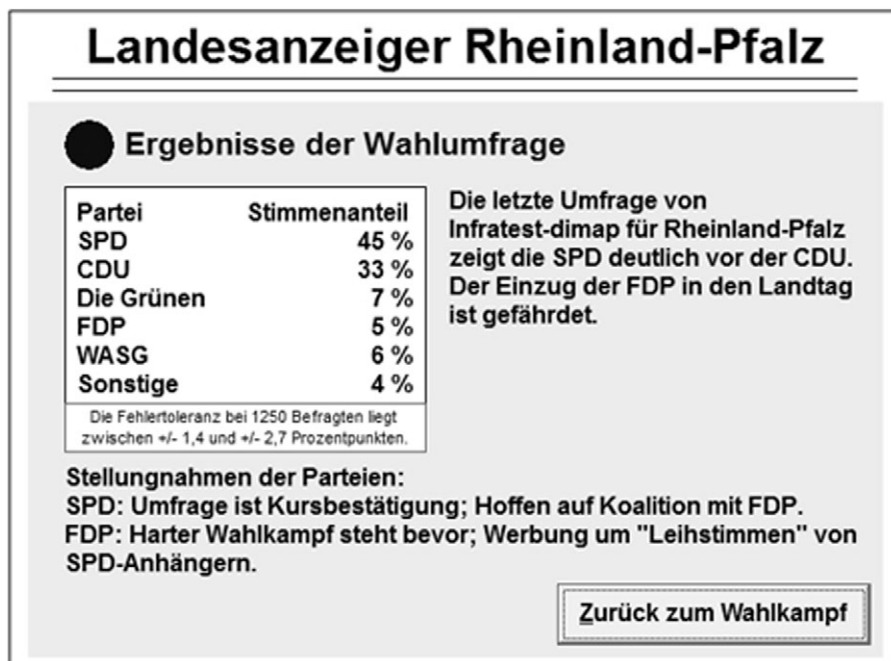 Landesanzeiger Rheinland-Pfalz
Ergebnisse der Wahlumfrage
Partei Stimmenanteil
SPD 45 %
CDU 33 %
Die Grünen 7 %
FDP 5 %
WASG 6 %
Sonstige 4 %
Die Fehlertoleranz bei 1250 Befragten liegt
zwischen +/- 1,4 und +/- 2,7 Prozentpunkten.
Die letzte Umfrage von
Infratest-dimap für Rheinland-Pfalz
zeigt die SPD deutlich vor der CDU.
Der Einzug der FDP in den Landtag
ist gefährdet.
Stellungnahmen der Parteien:
SPD: Umfrage ist Kursbestätigung; Hoffen auf Koalition mit FDP.
FDP: Harter Wahlkampf steht bevor; Werbung um "Leihstimmen" von
SPD-Anhängern.
Zurück zum Wahlkampf